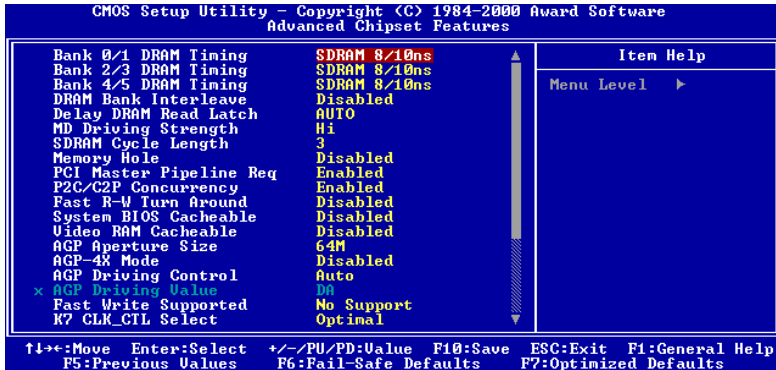 CMOS Setup Utility - Copyright (C) 1984-2000 Award Software
Advanced Chipset Features
Bank 0/1 DRAM Timing SDRAM 8/10ns
Bank 2/3 DRAM Timing SDRAM 8/10ns
Bank 4/5 DRAM Timing SDRAM 8/10ns
DRAM Bank Interleave Disabled
Delay DRAM Read Latch AUTO
MD Driving Strength Hi
SDRAM Cycle Length 3
Memory Hole Disabled
PCI Master Pipeline Req Enabled
P2C/C2P Concurrency Enabled
Fast R-W Turn Around Disabled
System BIOS Cacheable Disabled
Video RAM Cacheable Disabled
AGP Aperture Size 64M
AGP-4X Mode Disabled
AGP Driving Control Auto
x AGP Driving Value DA
Fast Write Supported No Support
K7 CLK_CTL Select Optimal
Item Help
Menu Level ►
↑↓→←:Move Enter:Select +/-/PU/PD:Value F10:Save ESC:Exit F1:General Help
F5:Previous Values F6:Fail-Safe Defaults F7:Optimized Defaults